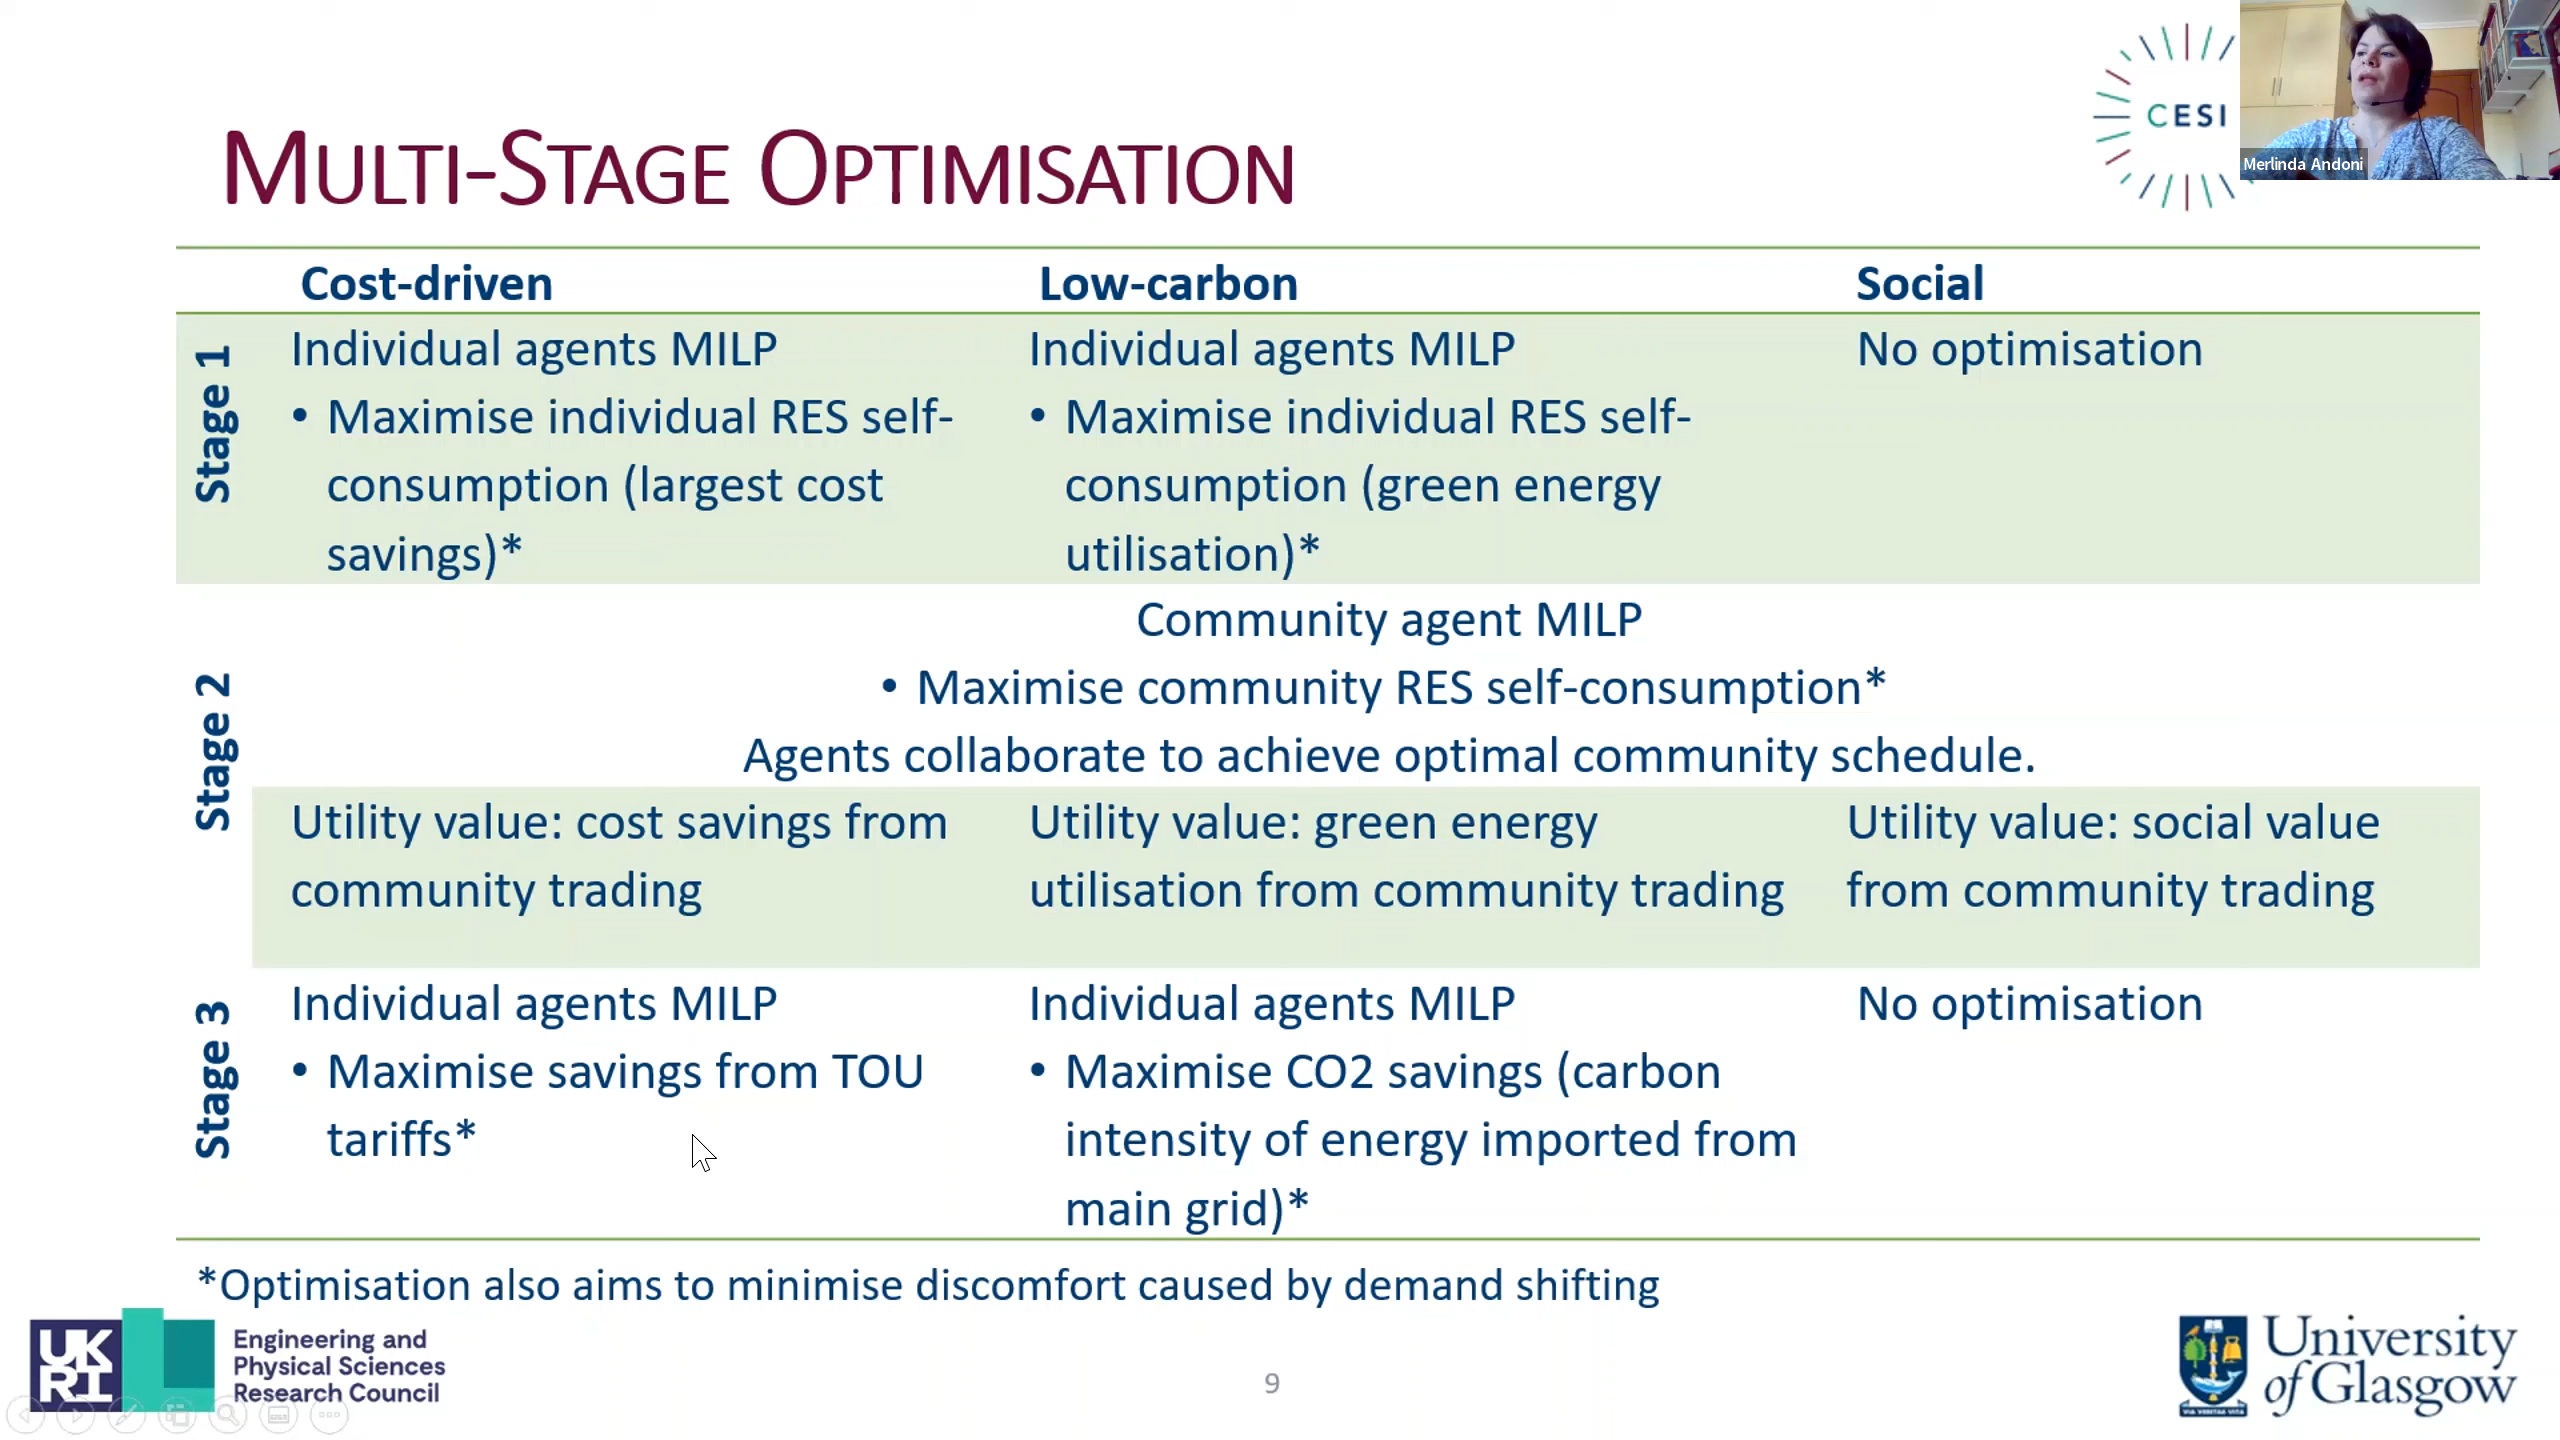 CESI
Merlinda Andoni
MULTI-STAGE OPTIMISATION
Cost-driven
Low-carbon
Social
Stage 1
Individual agents MILP
• Maximise individual RES self-
consumption (largest cost
savings)*
Individual agents MILP
• Maximise individual RES self-
consumption (green energy
utilisation)*
No optimisation
Stage 2
Community agent MILP
• Maximise community RES self-consumption*
Agents collaborate to achieve optimal community schedule.
Utility value: cost savings from
community trading
Utility value: green energy
utilisation from community trading
Utility value: social value
from community trading
Stage 3
Individual agents MILP
• Maximise savings from TOU
tariffs*
Individual agents MILP
• Maximise CO2 savings (carbon
intensity of energy imported from
main grid)*
No optimisation
*Optimisation also aims to minimise discomfort caused by demand shifting
UK
RI
Engineering and
Physical Sciences
Research Council
9
University
of Glasgow